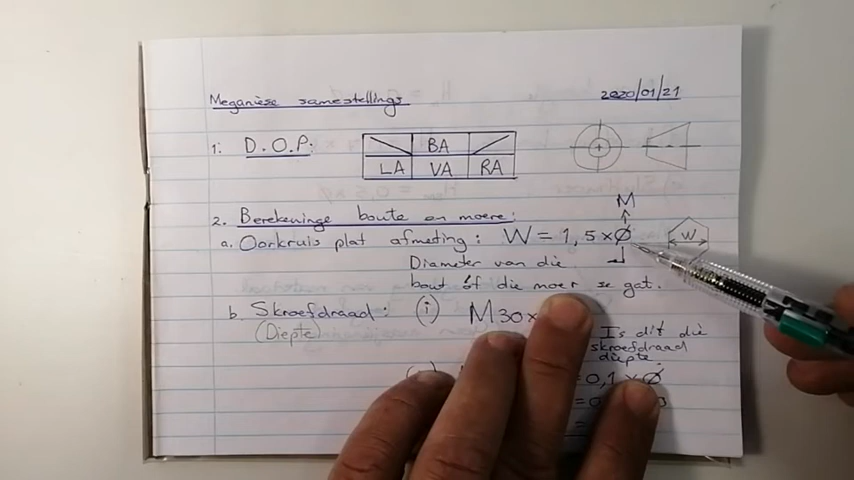 Meganiese samestellings 2020/01/21
1. D.O.P:
BA
LA VA RA
M
2. Berekeninge boute en moere:
a. Oorkruis plat afmeting: W = 1,5 × Ø
W
Diameter van die
bout óf die moer se gat.
b. Skroefdraad: (i) M30×
(Diepte)
Is dit die
skroefdraad
diepte.
= 0,1 × Ø
= 0
=